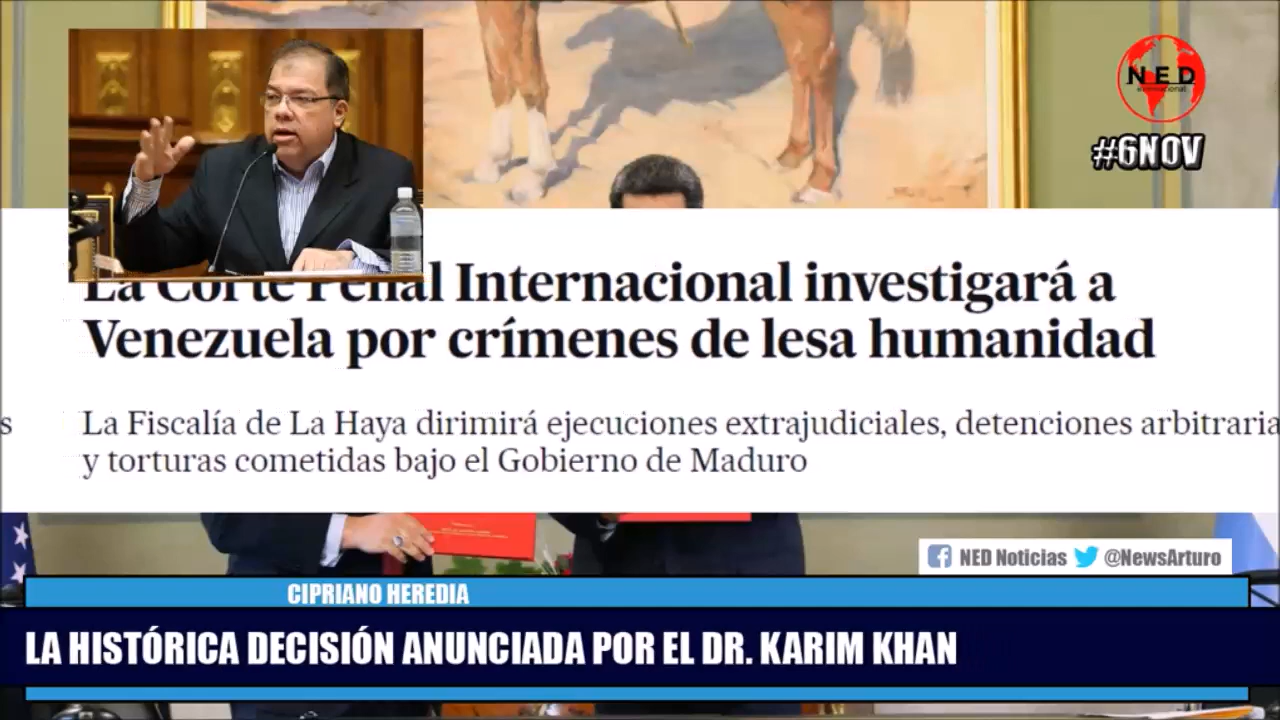 NED
#6NOV
La Corte Penal Internacional investigará a
Venezuela por crímenes de lesa humanidad
s
La Fiscalía de La Haya dirimirá ejecuciones extrajudiciales, detenciones arbitraria
y torturas cometidas bajo el Gobierno de Maduro
NED Noticias @NewsArturo
CIPRIANO HEREDIA
LA HISTÓRICA DECISIÓN ANUNCIADA POR EL DR. KARIM KHAN